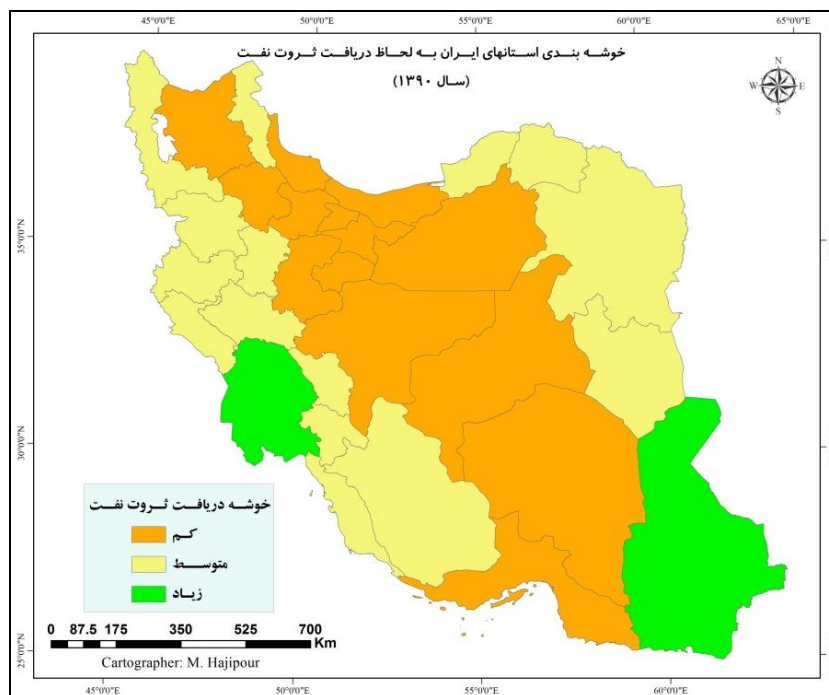 45°0'0"E 50°0'0"E 55°0'0"E 60°0'0"E 65°0'0"E
خوشه بندی استانهای ایران به لحاظ دریافت ثروت نفت
(سال ۱۳۹۰)
N
W E
S
35°0'0"N
30°0'0"N
25°0'0"N
خوشه دریافت ثروت نفت
کم
متوسط
زیاد
0 87.5 175 350 525 700
Km
Cartographer: M. Hajipour
45°0'0"E 50°0'0"E 55°0'0"E 60°0'0"E